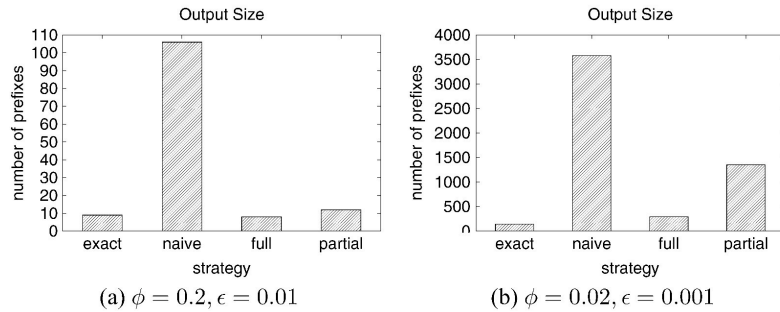 Output Size
number of prefixes
110
100
90
80
70
60
50
40
30
20
10
0
exact naive full partial
strategy
(a) ϕ = 0.2, ϵ = 0.01
Output Size
number of prefixes
4000
3500
3000
2500
2000
1500
1000
500
0
exact naive full partial
strategy
(b) ϕ = 0.02, ϵ = 0.001